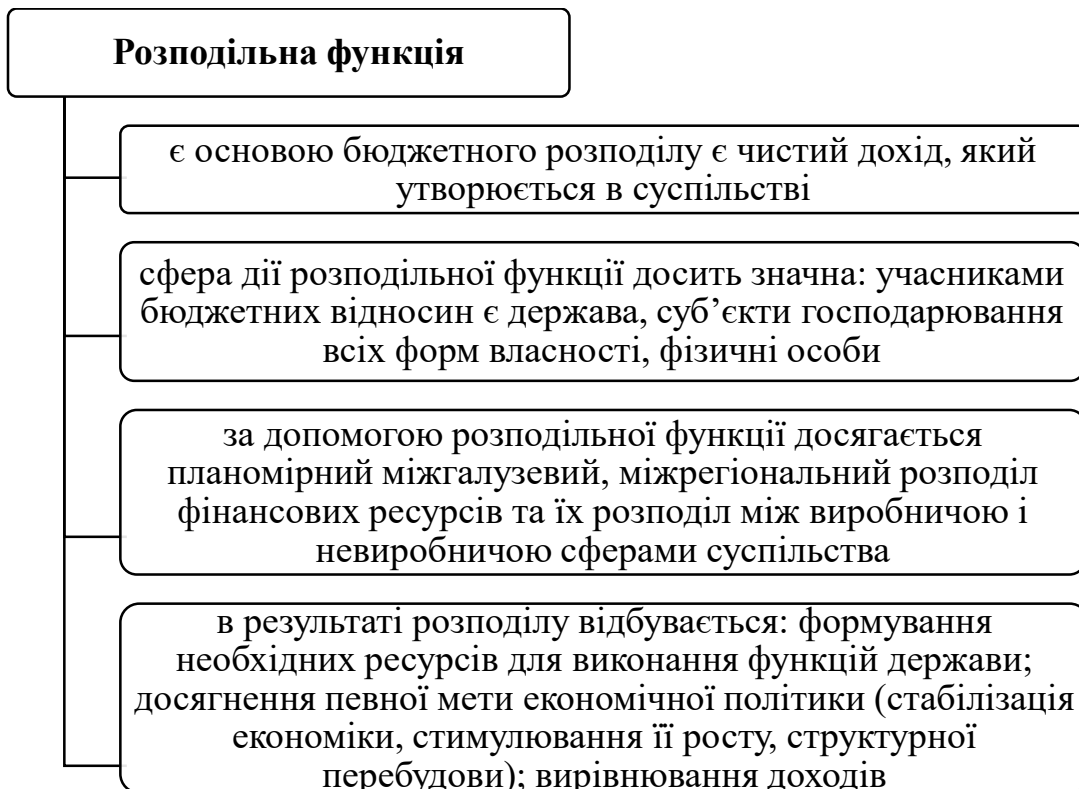 Розподільна функція
є основою бюджетного розподілу є чистий дохід, який
утворюється в суспільстві
сфера дії розподільної функції досить значна: учасниками
бюджетних відносин є держава, суб’єкти господарювання
всіх форм власності, фізичні особи
за допомогою розподільної функції досягається
планомірний міжгалузевий, міжрегіональний розподіл
фінансових ресурсів та їх розподіл між виробничою і
невиробничою сферами суспільства
в результаті розподілу відбувається: формування
необхідних ресурсів для виконання функцій держави;
досягнення певної мети економічної політики (стабілізація
економіки, стимулювання її росту, структурної
перебудови); вирівнювання доходів